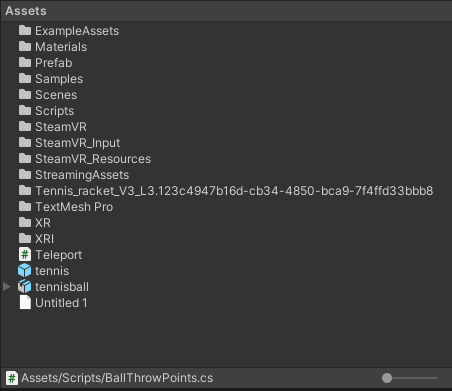 Assets
ExampleAssets
Materials
Prefab
Samples
Scenes
Scripts
SteamVR
SteamVR_Input
SteamVR_Resources
StreamingAssets
Tennis_racket_V3_L3.123c4947b16d-cb34-4850-bca9-7f4ffd33bbb8
TextMesh Pro
XR
XRI
Teleport
tennis
tennisball
Untitled 1
Assets/Scripts/BallThrowPoints.cs